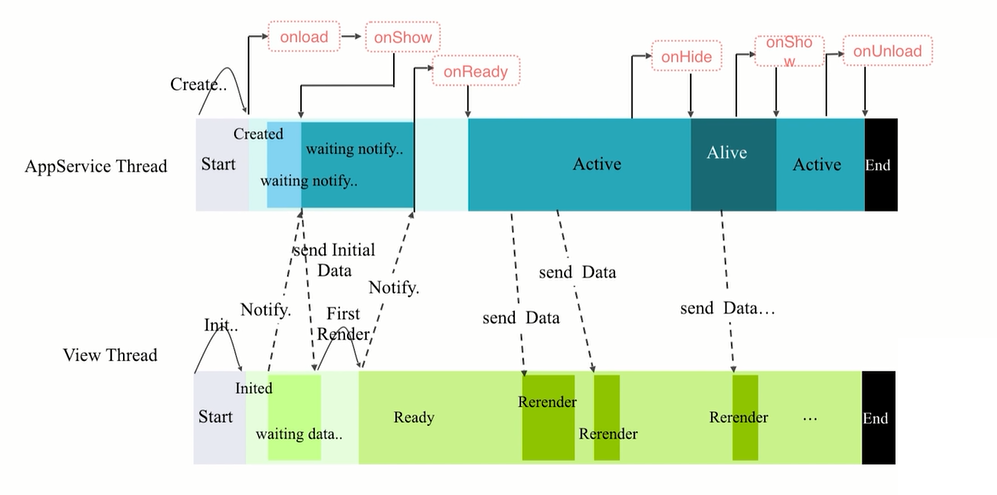 onload
onShow
onReady
onHide
onSho
w
onUnload
Create..
AppService Thread
Start
Created
waiting notify..
waiting notify..
Active
Alive
Active
End
send Initial
Data
Notify.
Notify.
First
Render
send Data
send Data
send Data...
Init..
View Thread
Start
Inited
waiting data..
Ready
Rerender
Rerender
Rerender
...
End